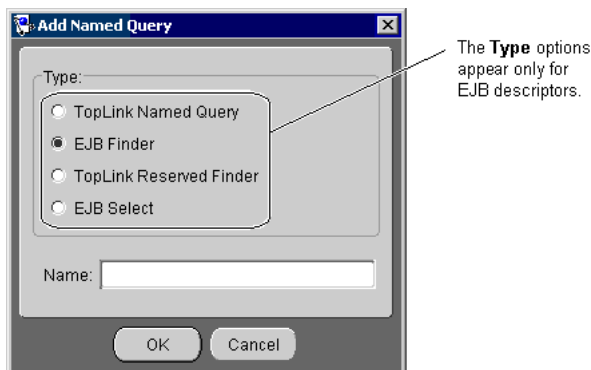 Add Named Query
Type:
TopLink Named Query
EJB Finder
TopLink Reserved Finder
EJB Select
Name:
OK Cancel
The Type options
appear only for
EJB descriptors.